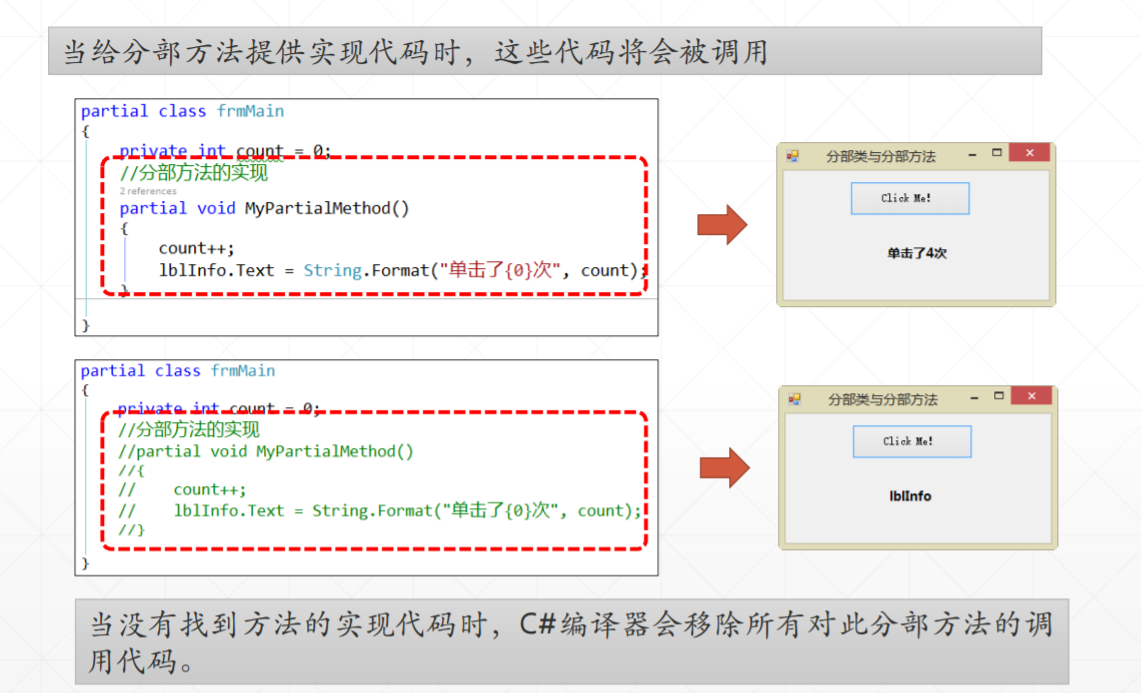 当给分部方法提供实现代码时，这些代码将会被调用
partial class frmMain
{
private int count = 0;
//分部方法的实现
2 references
partial void MyPartialMethod()
{
count++;
lblInfo.Text = String.Format("单击了{0}次", count);
}
}
分部类与分部方法
Click Me!
单击了4次
partial class frmMain
{
private int count = 0;
//分部方法的实现
//partial void MyPartialMethod()
//{
//    count++;
//    lblInfo.Text = String.Format("单击了{0}次", count);
//}
}
分部类与分部方法
Click Me!
lblInfo
当没有找到方法的实现代码时，C#编译器会移除所有对此分部方法的调
用代码。